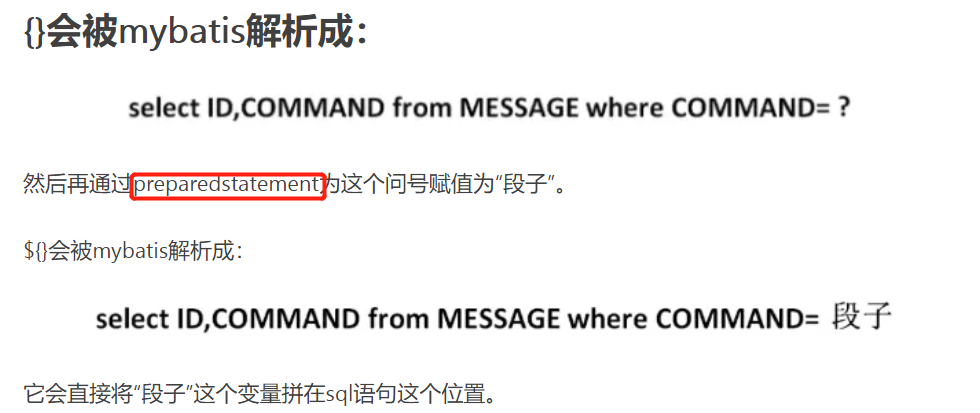 {}会被mybatis解析成：
select ID,COMMAND from MESSAGE where COMMAND= ?
然后再通过preparedstatement为这个问号赋值为“段子”。
${}会被mybatis解析成：
select ID,COMMAND from MESSAGE where COMMAND= 段子
它会直接将“段子”这个变量拼在sql语句这个位置。